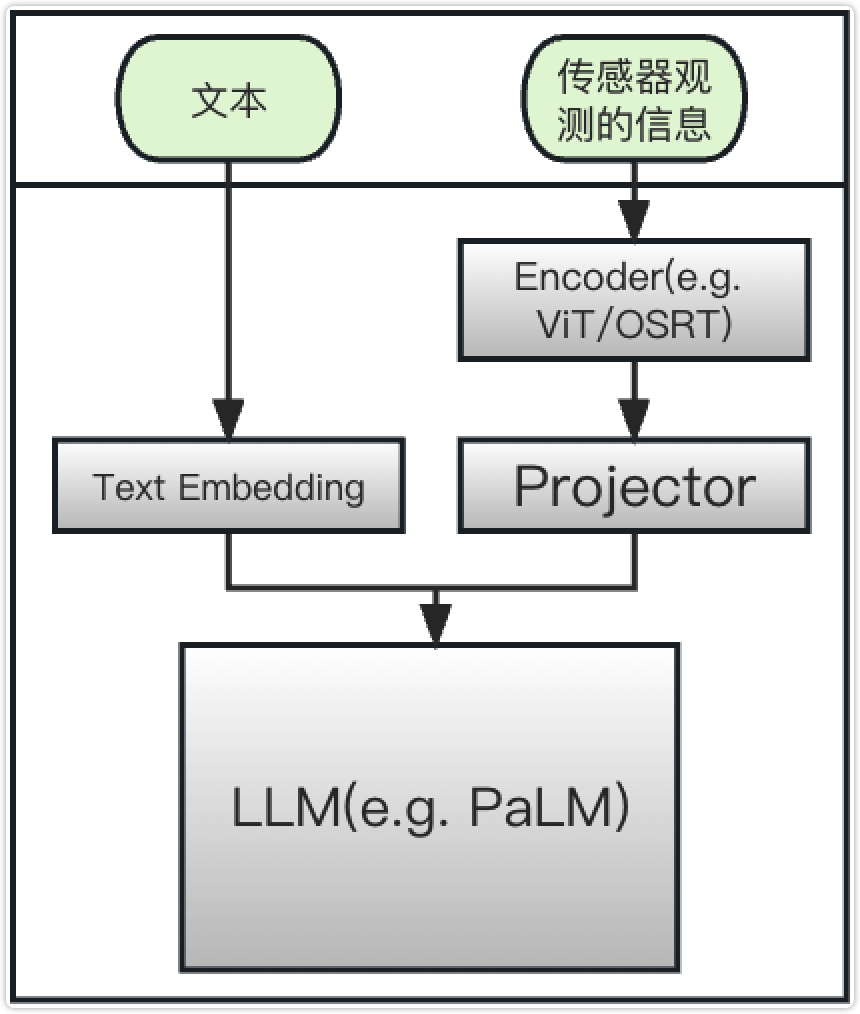 文本
传感器观
测的信息
Encoder(e.g.
ViT/OSRT)
Text Embedding
Projector
LLM(e.g. PaLM)